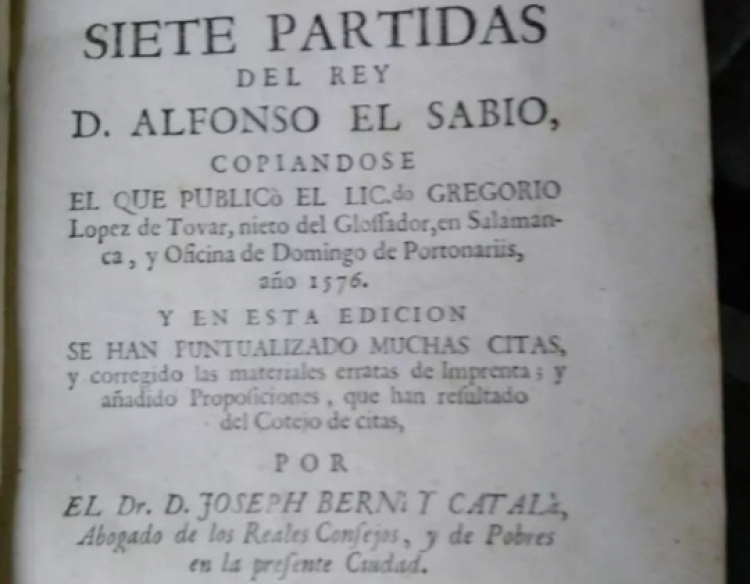 SIETE PARTIDAS
DEL REY
D. ALFONSO EL SABIO,
COPIANDOSE
EL QUE PUBLICò EL LIC.do GREGORIO
Lopez de Tovar, nieto del Gloſſador, en Salaman-
ca, y Oficina de Domingo de Portonariis,
año 1576.
Y EN ESTA EDICION
SE HAN PUNTUALIZADO MUCHAS CITAS,
y corregido las materiales erratas de Imprenta; y
añadido Propoſiciones, que han reſultado
del Cotejo de citas,
POR
EL Dr. D. JOSEPH BERNì Y CATALà,
Abogado de los Reales Conſejos, y de Pobres
en la preſente Ciudad.